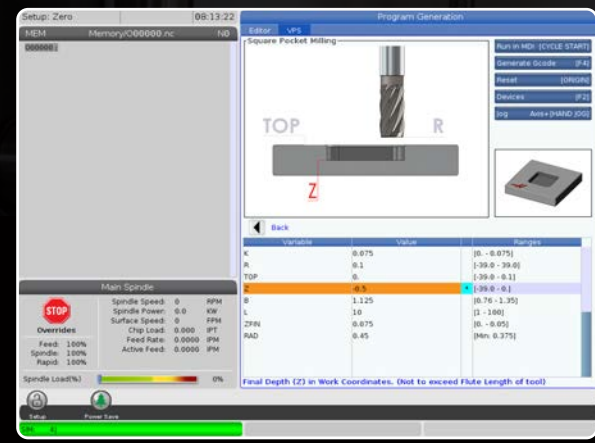 Setup: Zero
08:13:22
MEM
Memory/O00000.nc
N0
O00000;
Program Generation
Editor
VPS
Square Pocket Milling
TOP
R
Z
Run in MDI [CYCLE START]
Generate Gcode [F4]
Reset [ORIGIN]
Devices [F2]
Jog Axis+[HAND JOG]
Back
Variable Value Ranges
K 0.075 [0. - 0.075]
R 0.1 [-39.0 - 39.0]
TOP 0. [-39.0 - 0.1]
Z -0.5 * [-39.0 - 0.]
B 1.125 [0.76 - 1.35]
L 10 [1 - 100]
ZFIN 0.075 [0. - 0.05]
RAD 0.45 [Min: 0.375]
Final Depth (Z) in Work Coordinates. (Not to exceed Flute Length of tool)
Main Spindle
STOP
Overrides
Feed: 100%
Spindle: 100%
Rapid: 100%
Spindle Speed: 0 RPM
Spindle Power: 0.0 KW
Surface Speed: 0 FPM
Chip Load: 0.000 IPT
Feed Rate: 0.0000 IPM
Active Feed: 0.0000 IPM
Spindle Load(%) 0%
Setup
Power Save